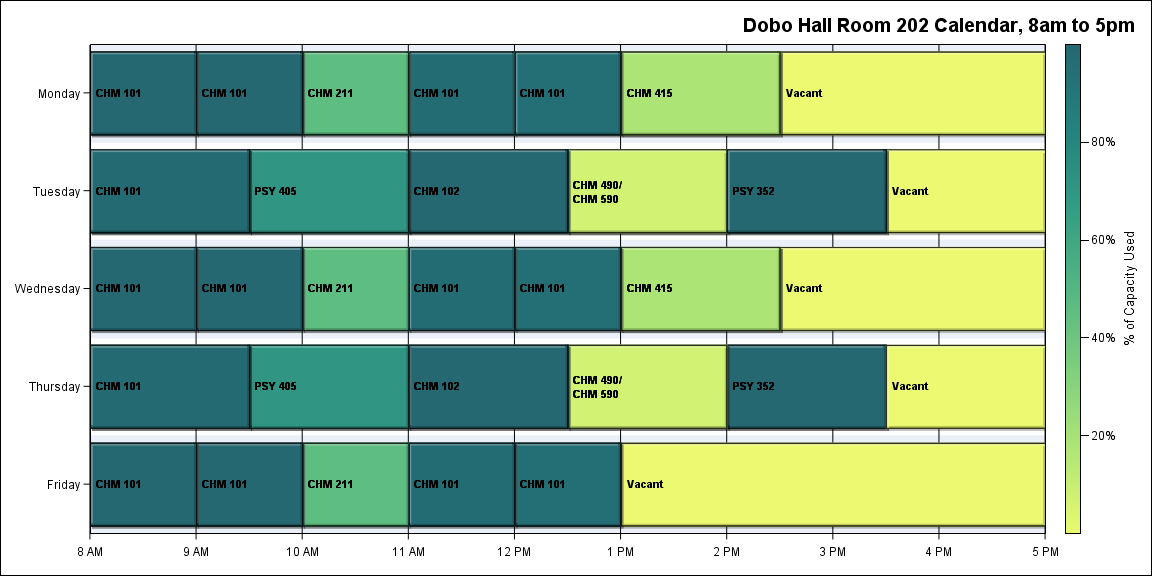 Dobo Hall Room 202 Calendar, 8am to 5pm
Monday
CHM 101
CHM 101
CHM 211
CHM 101
CHM 101
CHM 415
Vacant
Tuesday
CHM 101
PSY 405
CHM 102
CHM 490/
CHM 590
PSY 352
Vacant
Wednesday
CHM 101
CHM 101
CHM 211
CHM 101
CHM 101
CHM 415
Vacant
Thursday
CHM 101
PSY 405
CHM 102
CHM 490/
CHM 590
PSY 352
Vacant
Friday
CHM 101
CHM 101
CHM 211
CHM 101
CHM 101
Vacant
8 AM
9 AM
10 AM
11 AM
12 PM
1 PM
2 PM
3 PM
4 PM
5 PM
80%
60%
40%
20%
% of Capacity Used